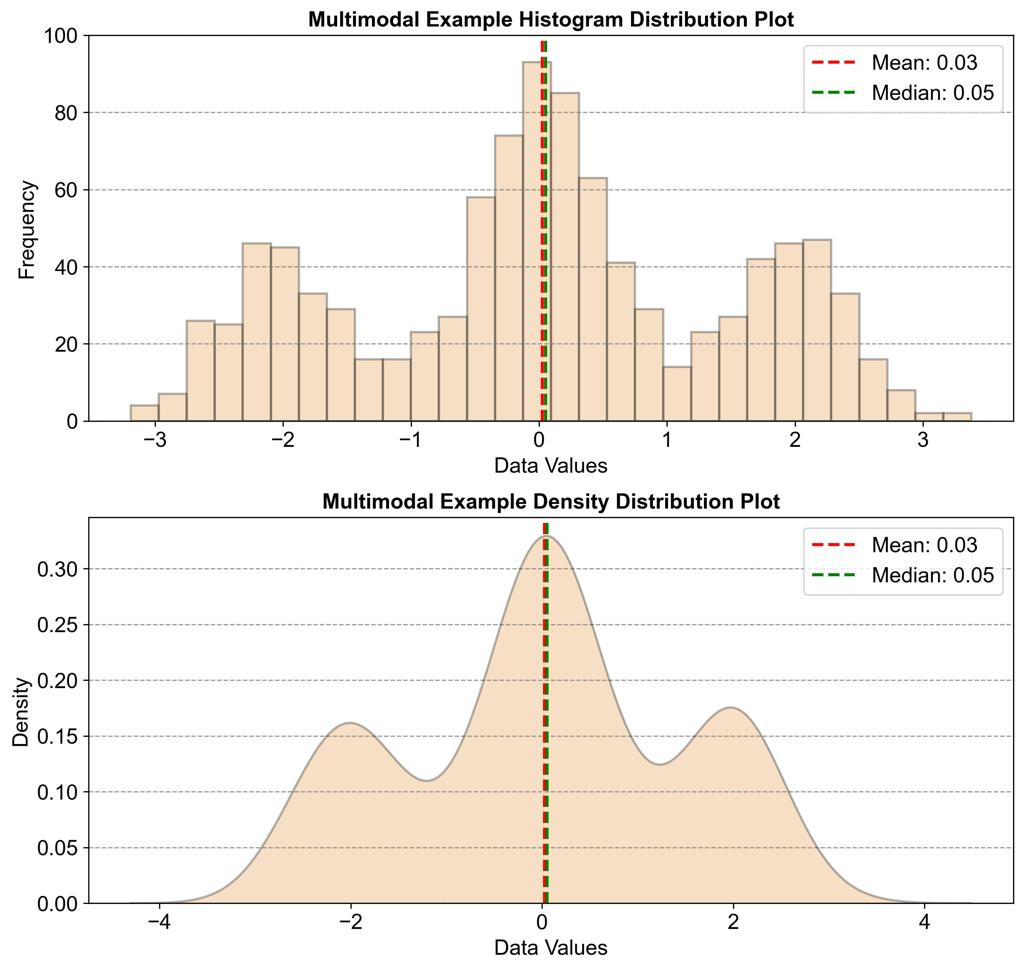 Multimodal Example Histogram Distribution Plot
100
80
60
40
20
0
Frequency
Mean: 0.03
Median: 0.05
−3
−2
−1
0
1
2
3
Data Values
Multimodal Example Density Distribution Plot
0.30
0.25
0.20
0.15
0.10
0.05
0.00
Density
Mean: 0.03
Median: 0.05
−4
−2
0
2
4
Data Values